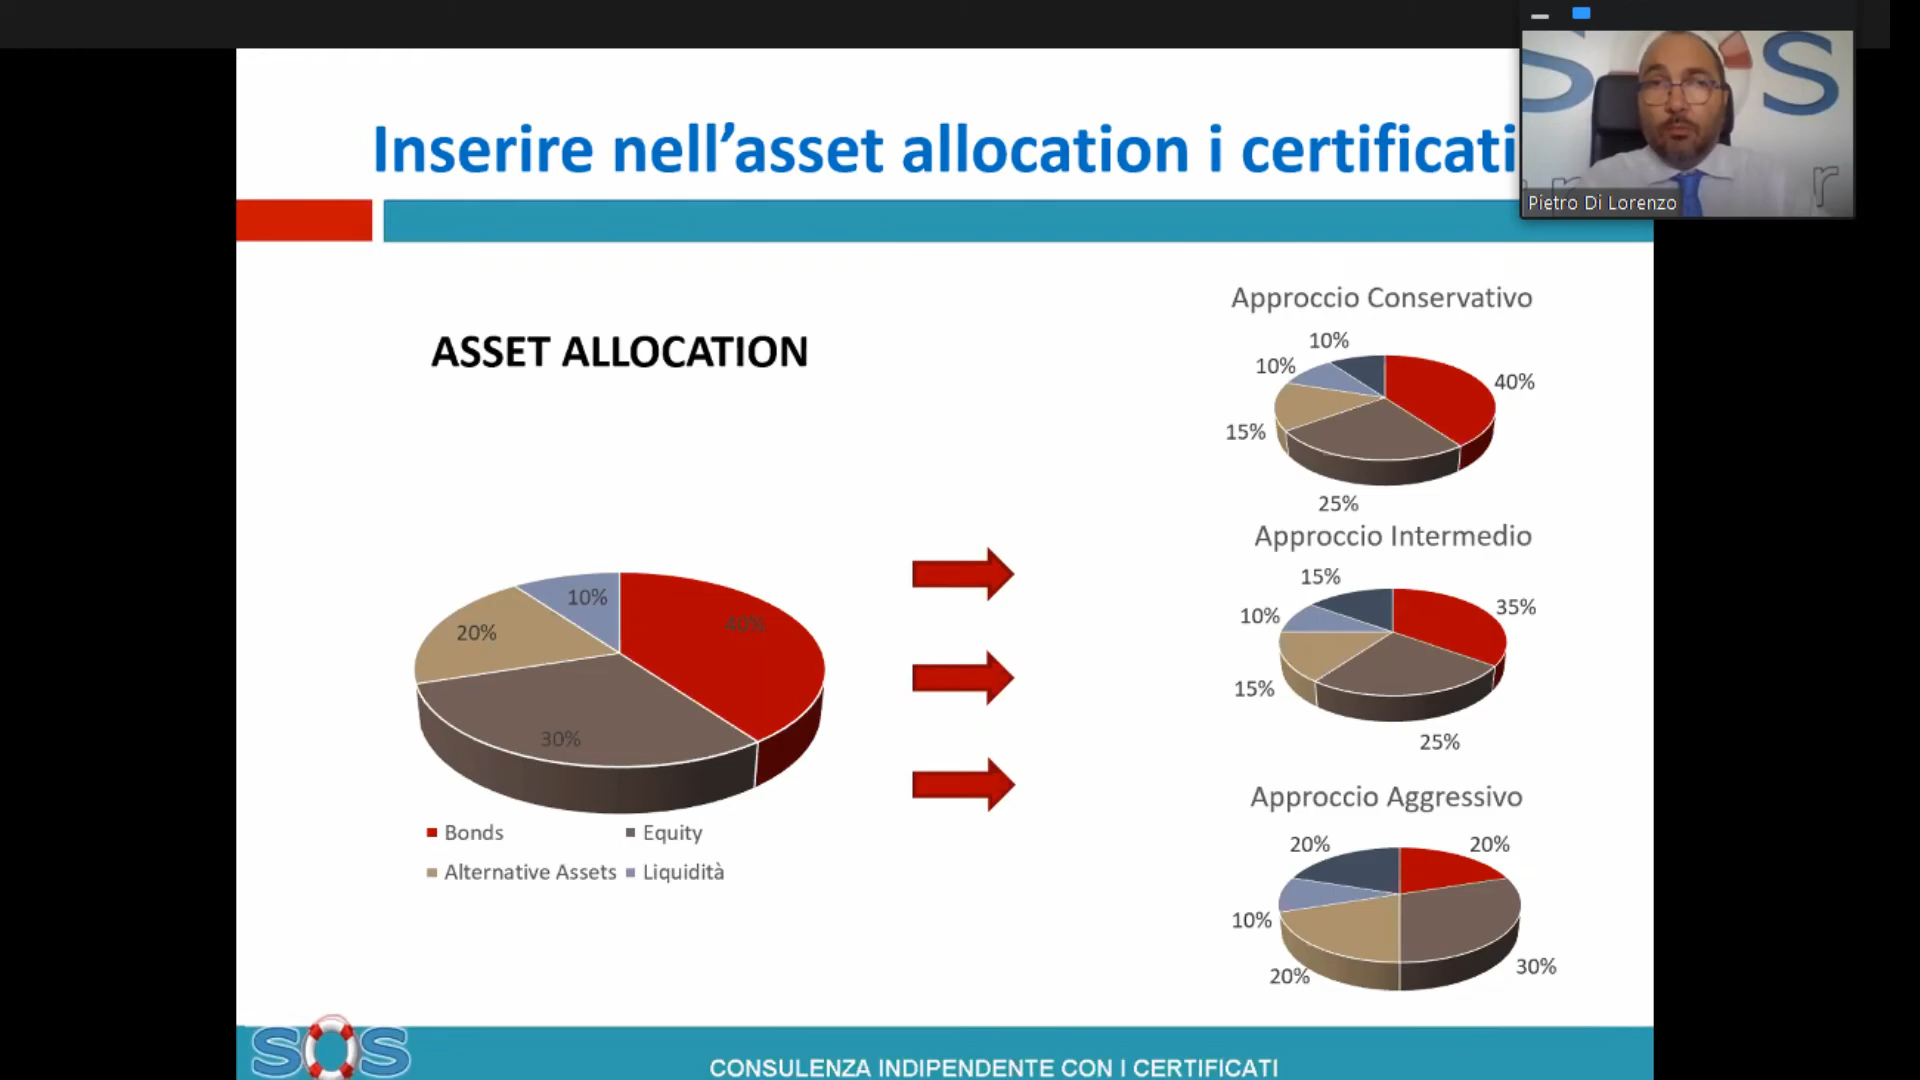 Inserire nell'asset allocation i certificati
SOS
r
Pietro Di Lorenzo
ASSET ALLOCATION
10%
40%
20%
30%
Bonds
Equity
Alternative Assets
Liquidità
Approccio Conservativo
10%
10%
40%
15%
25%
Approccio Intermedio
15%
10%
35%
15%
25%
Approccio Aggressivo
20%
20%
10%
20%
30%
SOS
CONSULENZA INDIPENDENTE CON I CERTIFICATI